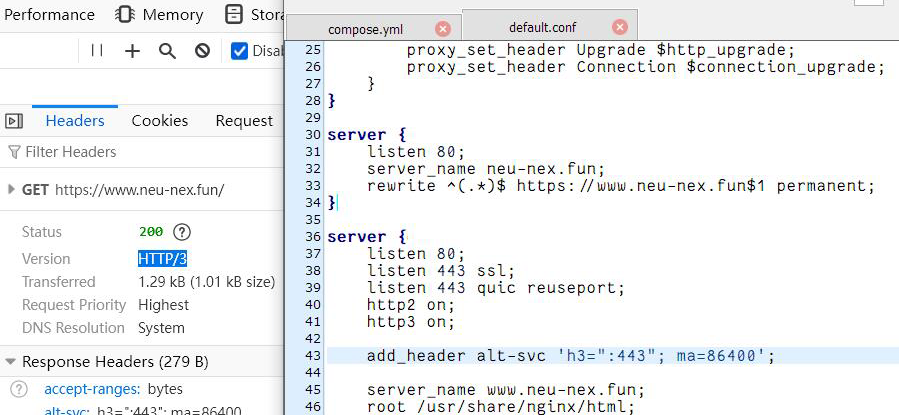 Performance Memory Stora
Disa
Headers Cookies Request
Filter Headers
GET https://www.neu-nex.fun/
Status 200 ?
Version HTTP/3
Transferred 1.29 kB (1.01 kB size)
Request Priority Highest
DNS Resolution System
Response Headers (279 B)
? accept-ranges: bytes
alt-svc: h3=":443"; ma=86400
compose.yml default.conf
25 proxy_set_header Upgrade $http_upgrade;
26 proxy_set_header Connection $connection_upgrade;
27 }
28 }
29
30 server {
31 listen 80;
32 server_name neu-nex.fun;
33 rewrite ^(.*)$ https://www.neu-nex.fun$1 permanent;
34 }
35
36 server {
37 listen 80;
38 listen 443 ssl;
39 listen 443 quic reuseport;
40 http2 on;
41 http3 on;
42
43 add_header alt-svc 'h3=":443"; ma=86400';
44
45 server_name www.neu-nex.fun;
46 root /usr/share/nginx/html;